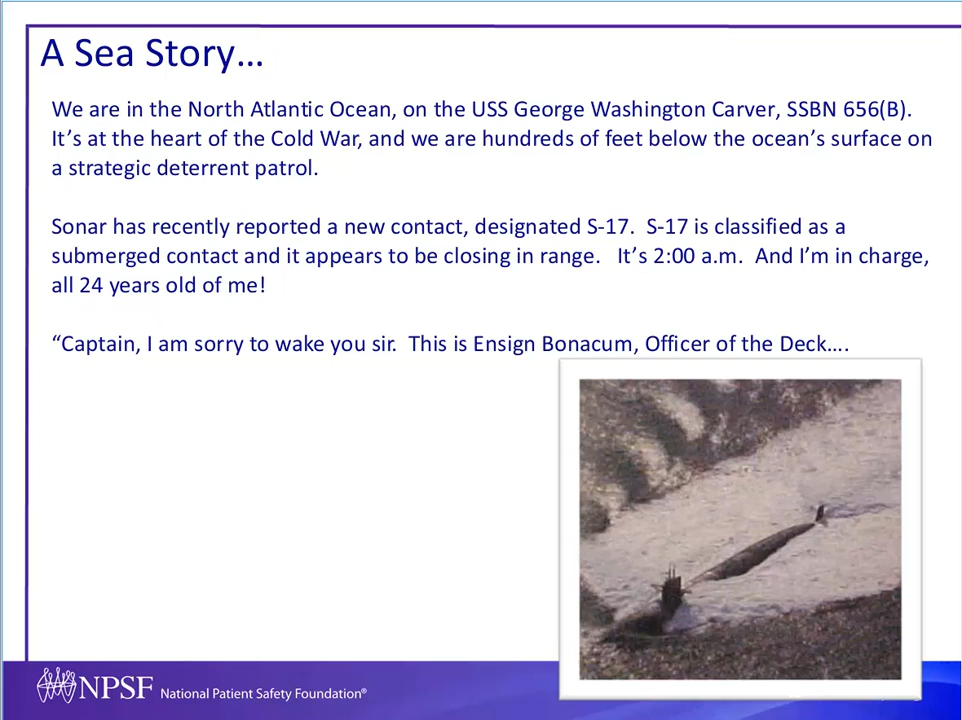 A Sea Story…
We are in the North Atlantic Ocean, on the USS George Washington Carver, SSBN 656(B).
It’s at the heart of the Cold War, and we are hundreds of feet below the ocean’s surface on
a strategic deterrent patrol.
Sonar has recently reported a new contact, designated S-17.  S-17 is classified as a
submerged contact and it appears to be closing in range.   It’s 2:00 a.m.  And I’m in charge,
all 24 years old of me!
“Captain, I am sorry to wake you sir.  This is Ensign Bonacum, Officer of the Deck….
NPSF National Patient Safety Foundation®